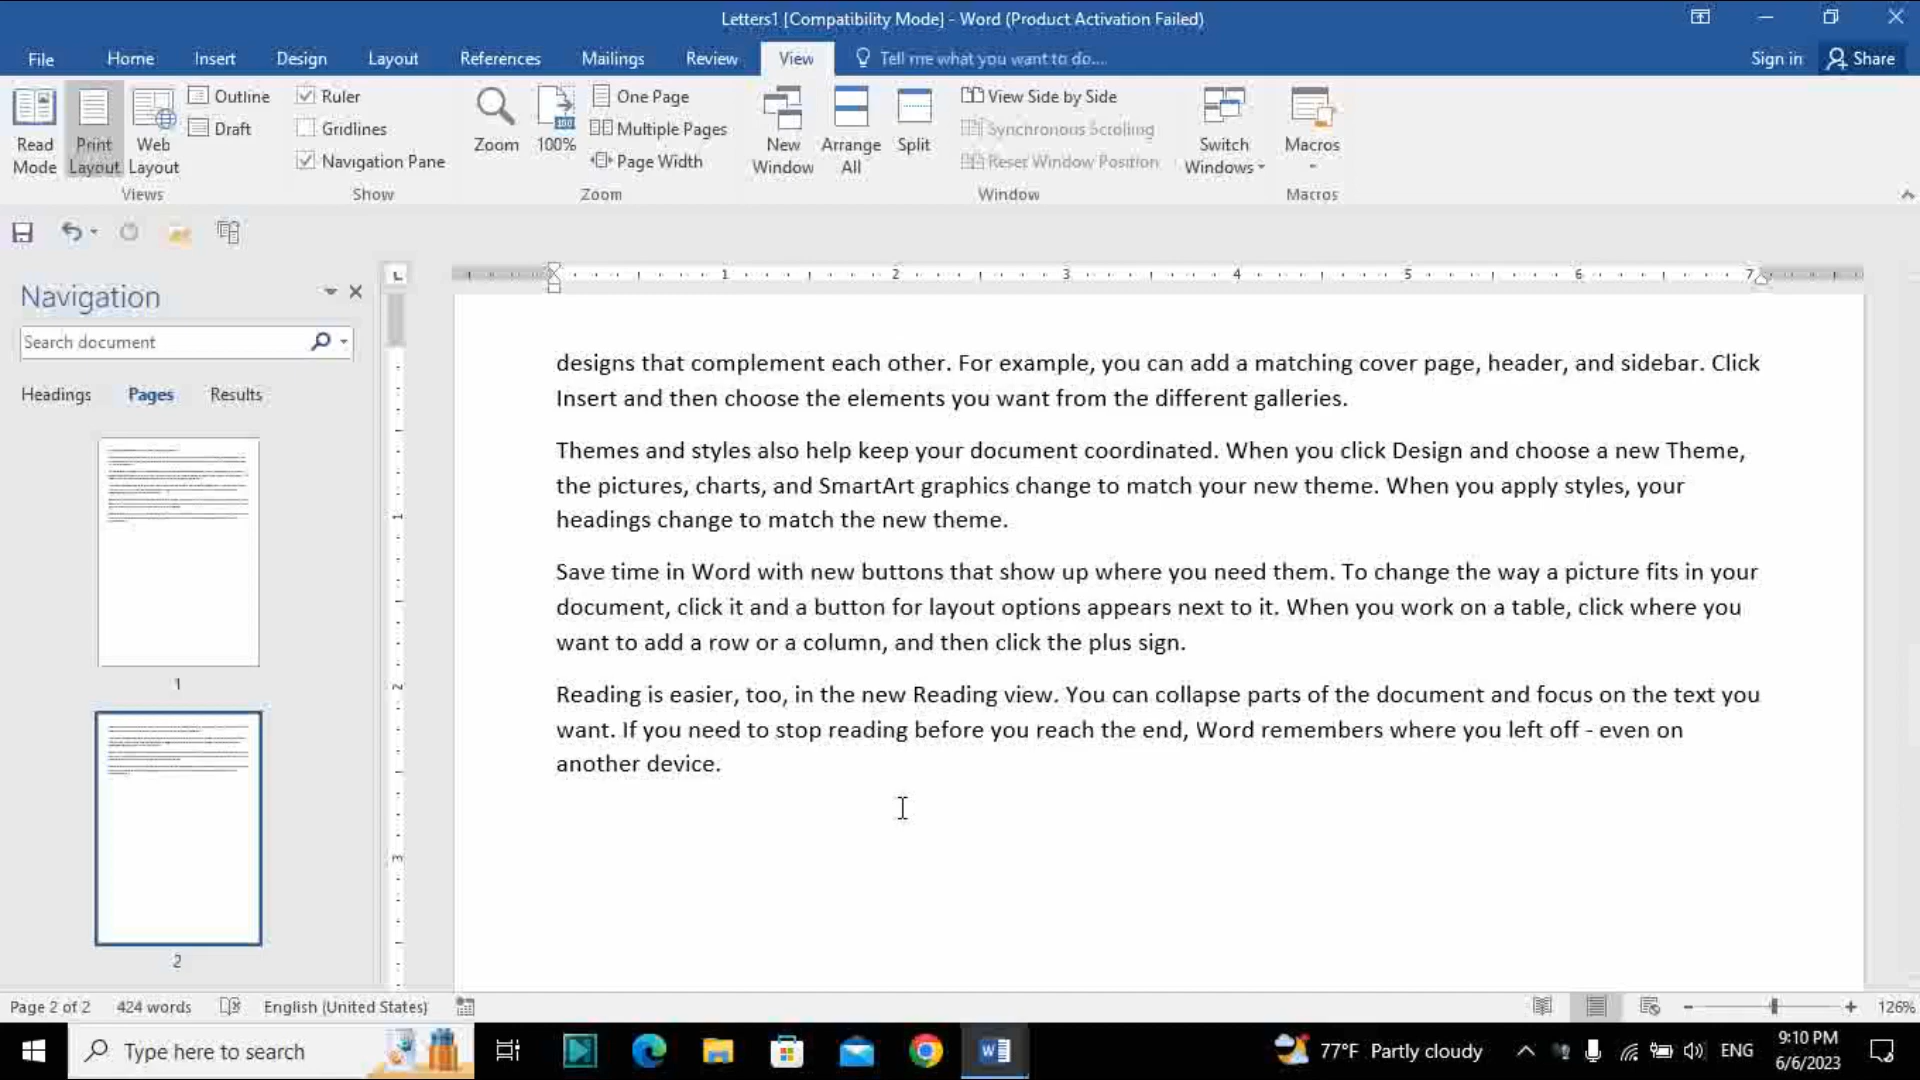 Letters1 [Compatibility Mode] - Word (Product Activation Failed)
File Home Insert Design Layout References Mailings Review View Tell me what you want to do.... Sign in Share
Read Mode
Print Layout
Web Layout
Outline
Draft
Views
Ruler
Gridlines
Navigation Pane
Show
Zoom
100%
100
One Page
Multiple Pages
Page Width
Zoom
New Window
Arrange All
Split
View Side by Side
Synchronous Scrolling
Reset Window Position
Window
Switch Windows
Macros
Macros
Navigation
Search document
Headings Pages Results
1
2
L
1 2 3 4 5 6 7
1
2
3
designs that complement each other. For example, you can add a matching cover page, header, and sidebar. Click
Insert and then choose the elements you want from the different galleries.
Themes and styles also help keep your document coordinated. When you click Design and choose a new Theme,
the pictures, charts, and SmartArt graphics change to match your new theme. When you apply styles, your
headings change to match the new theme.
Save time in Word with new buttons that show up where you need them. To change the way a picture fits in your
document, click it and a button for layout options appears next to it. When you work on a table, click where you
want to add a row or a column, and then click the plus sign.
Reading is easier, too, in the new Reading view. You can collapse parts of the document and focus on the text you
want. If you need to stop reading before you reach the end, Word remembers where you left off - even on
another device.
Page 2 of 2 424 words English (United States) 126%
Type here to search
77°F Partly cloudy ENG
9:10 PM
6/6/2023